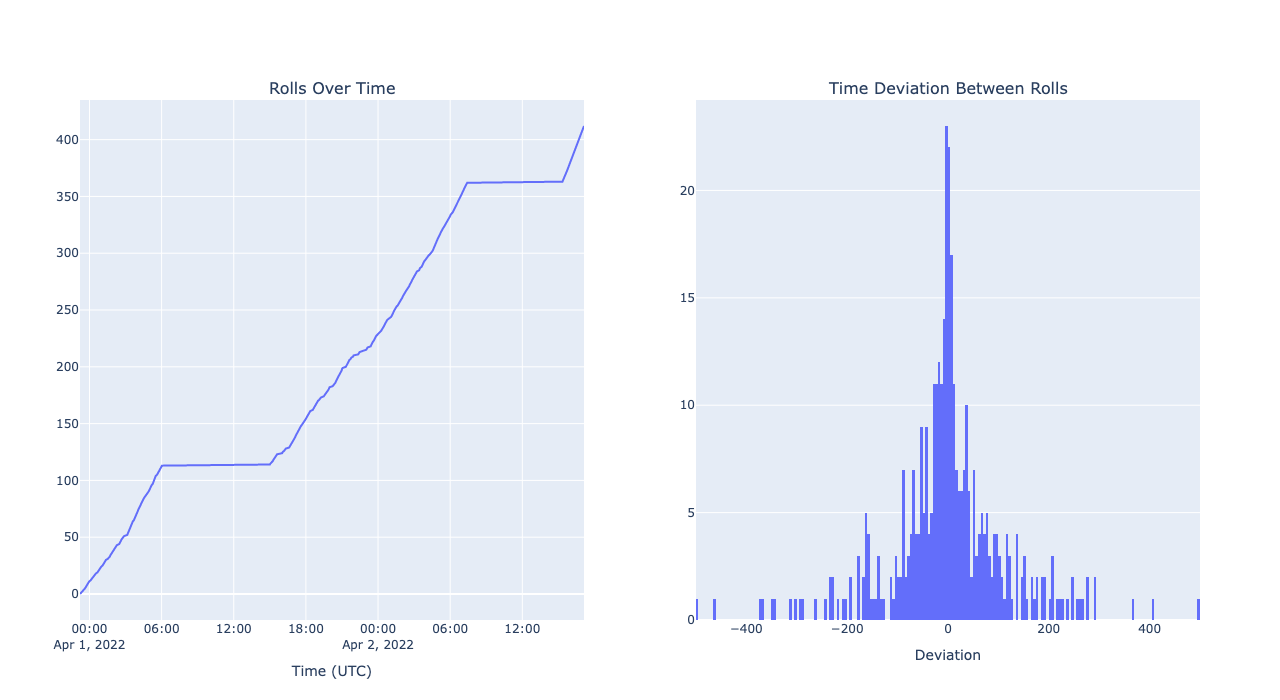 Rolls Over Time
400
350
300
250
200
150
100
50
0
00:00 06:00 12:00 18:00 00:00 06:00 12:00
Apr 1, 2022 Apr 2, 2022
Time (UTC)
Time Deviation Between Rolls
20
15
10
5
0
−400 −200 0 200 400
Deviation